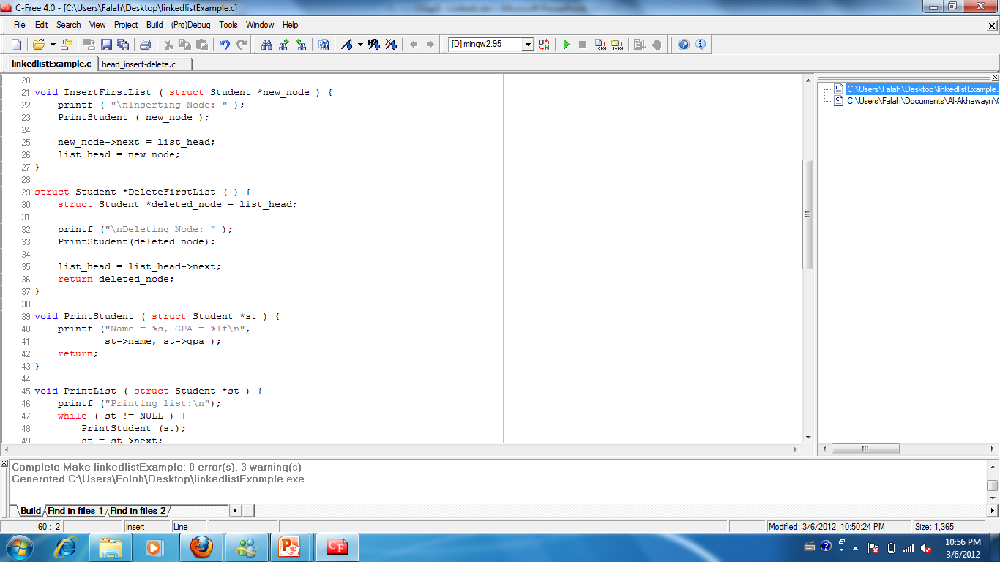 C-Free 4.0 - [C:\Users\Falah\Desktop\linkedlistExample.c]
File Edit Search View Project Build (Pro)Debug Tools Window Help
[D] mingw2.95
linkedlistExample.c head_insert-delete.c
20
21 void InsertFirstList ( struct Student *new_node ) {
22 printf ( "\nInserting Node: " );
23 PrintStudent ( new_node );
24
25 new_node->next = list_head;
26 list_head = new_node;
27 }
28
29 struct Student *DeleteFirstList ( ) {
30 struct Student *deleted_node = list_head;
31
32 printf ("\nDeleting Node: " );
33 PrintStudent(deleted_node);
34
35 list_head = list_head->next;
36 return deleted_node;
37 }
38
39 void PrintStudent ( struct Student *st ) {
40 printf ("Name = %s, GPA = %lf\n",
41 st->name, st->gpa );
42 return;
43 }
44
45 void PrintList ( struct Student *st ) {
46 printf ("Printing list:\n");
47 while ( st != NULL ) {
48 PrintStudent (st);
49 st = st->next;
C:\Users\Falah\Desktop\linkedlistExample.
C:\Users\Falah\Documents\Al-Akhawayn\
Complete Make linkedlistExample: 0 error(s), 3 warning(s)
Generated C:\Users\Falah\Desktop\linkedlistExample.exe
Build Find in files 1 Find in files 2
60 : 2 Insert Line Modified: 3/6/2012, 10:50:24 PM Size: 1,365
10:56 PM
3/6/2012